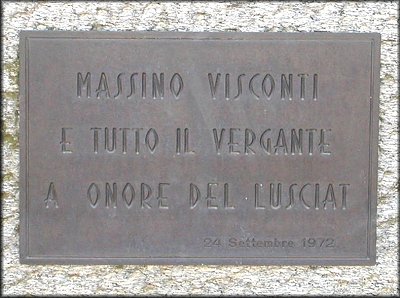 MASSINO VISCONTI
E TUTTO IL VERGANTE
A ONORE DEL LUSCIAT
24 Settembre 1972